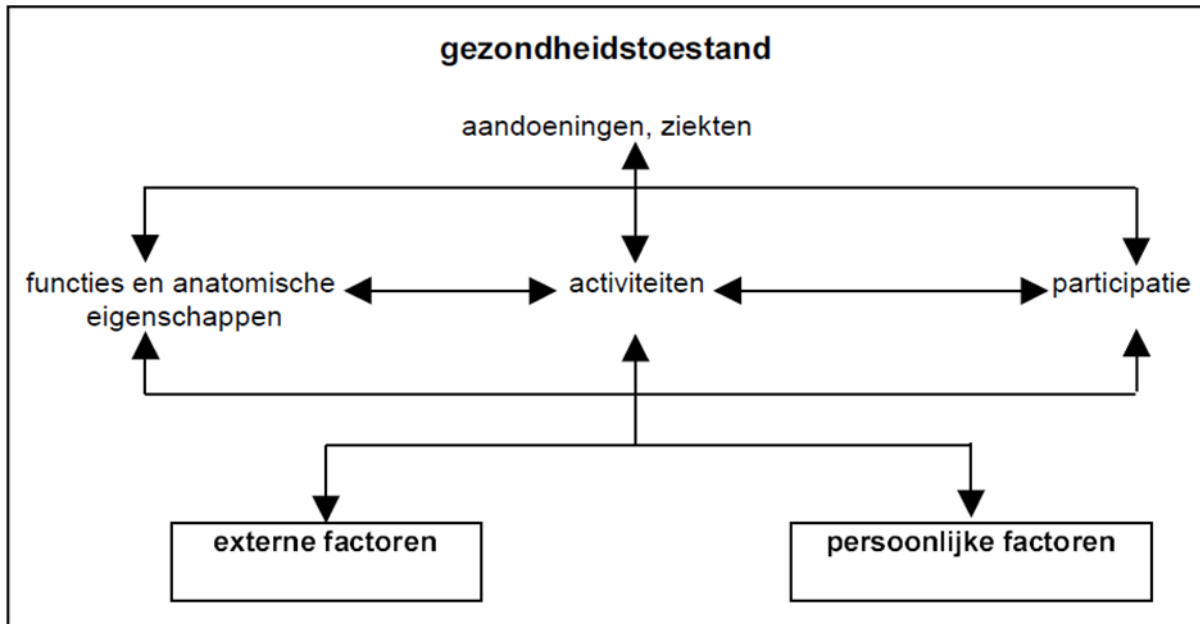 gezondheidstoestand
aandoeningen, ziekten
functies en anatomische
eigenschappen
activiteiten
participatie
externe factoren
persoonlijke factoren